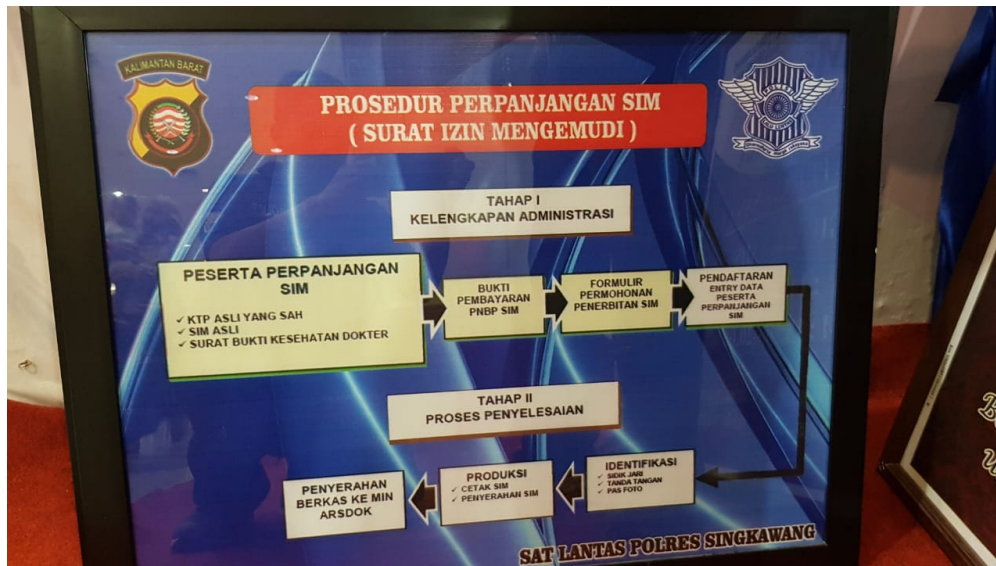 KALIMANTAN BARAT
PROSEDUR PERPANJANGAN SIM
( SURAT IZIN MENGEMUDI )
TAHAP I
KELENGKAPAN ADMINISTRASI
PESERTA PERPANJANGAN
SIM
✓ KTP ASLI YANG SAH
✓ SIM ASLI
✓ SURAT BUKTI KESEHATAN DOKTER
BUKTI
PEMBAYARAN
PNBP SIM
FORMULIR
PERMOHONAN
PENERBITAN SIM
PENDAFTARAN
ENTRY DATA
PESERTA
PERPANJANGAN
SIM
TAHAP II
PROSES PENYELESAIAN
IDENTIFIKASI
✓ SIDIK JARI
✓ TANDA TANGAN
✓ PAS FOTO
PRODUKSI
✓ CETAK SIM
✓ PENYERAHAN SIM
PENYERAHAN
BERKAS KE MIN
ARSDOK
SAT LANTAS POLRES SINGKAWANG